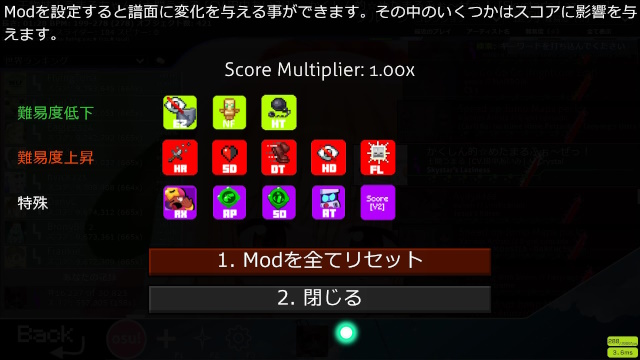 Modを設定すると譜面に変化を与える事ができます。その中のいくつかはスコアに影響を与
えます。
Score Multiplier: 1.00x
難易度低下
EZ NF HT
難易度上昇
HR SD DT HD FL
特殊
RX AP SO AT Score [V2]
1. Modを全てリセット
2. 閉じる
Back
osu!
3.6ms